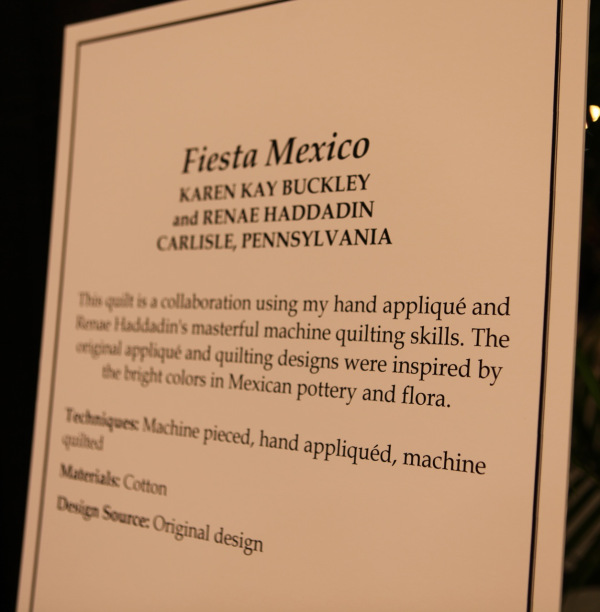 Fiesta Mexico
KAREN KAY BUCKLEY
and RENAE HADDADIN
CARLISLE, PENNSYLVANIA
This quilt is a collaboration using my hand appliqué and
Renae Haddadin's masterful machine quilting skills. The
original appliqué and quilting designs were inspired by
the bright colors in Mexican pottery and flora.
Techniques: Machine pieced, hand appliquéd, machine
quilted
Materials: Cotton
Design Source: Original design